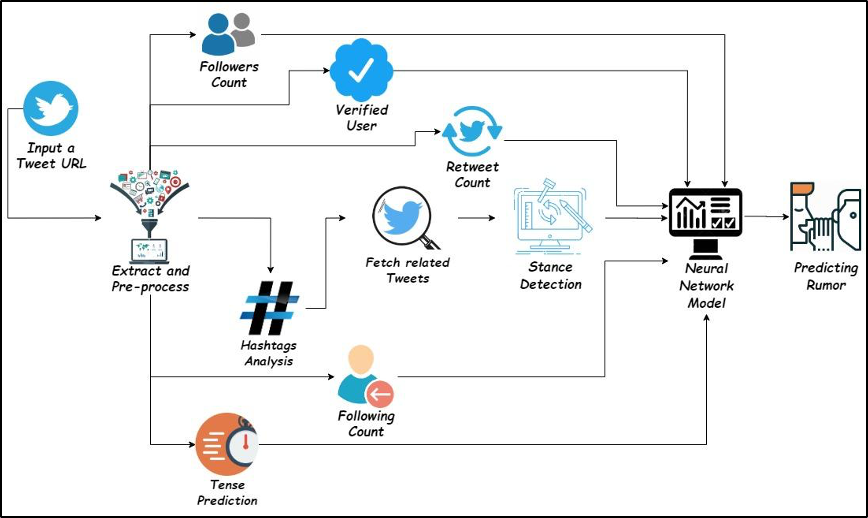 Followers
Count
Verified
User
Input a
Tweet URL
Retweet
Count
Extract and
Pre-process
Fetch related
Tweets
Stance
Detection
Neural
Network
Model
Predicting
Rumor
Hashtags
Analysis
Following
Count
Tense
Prediction